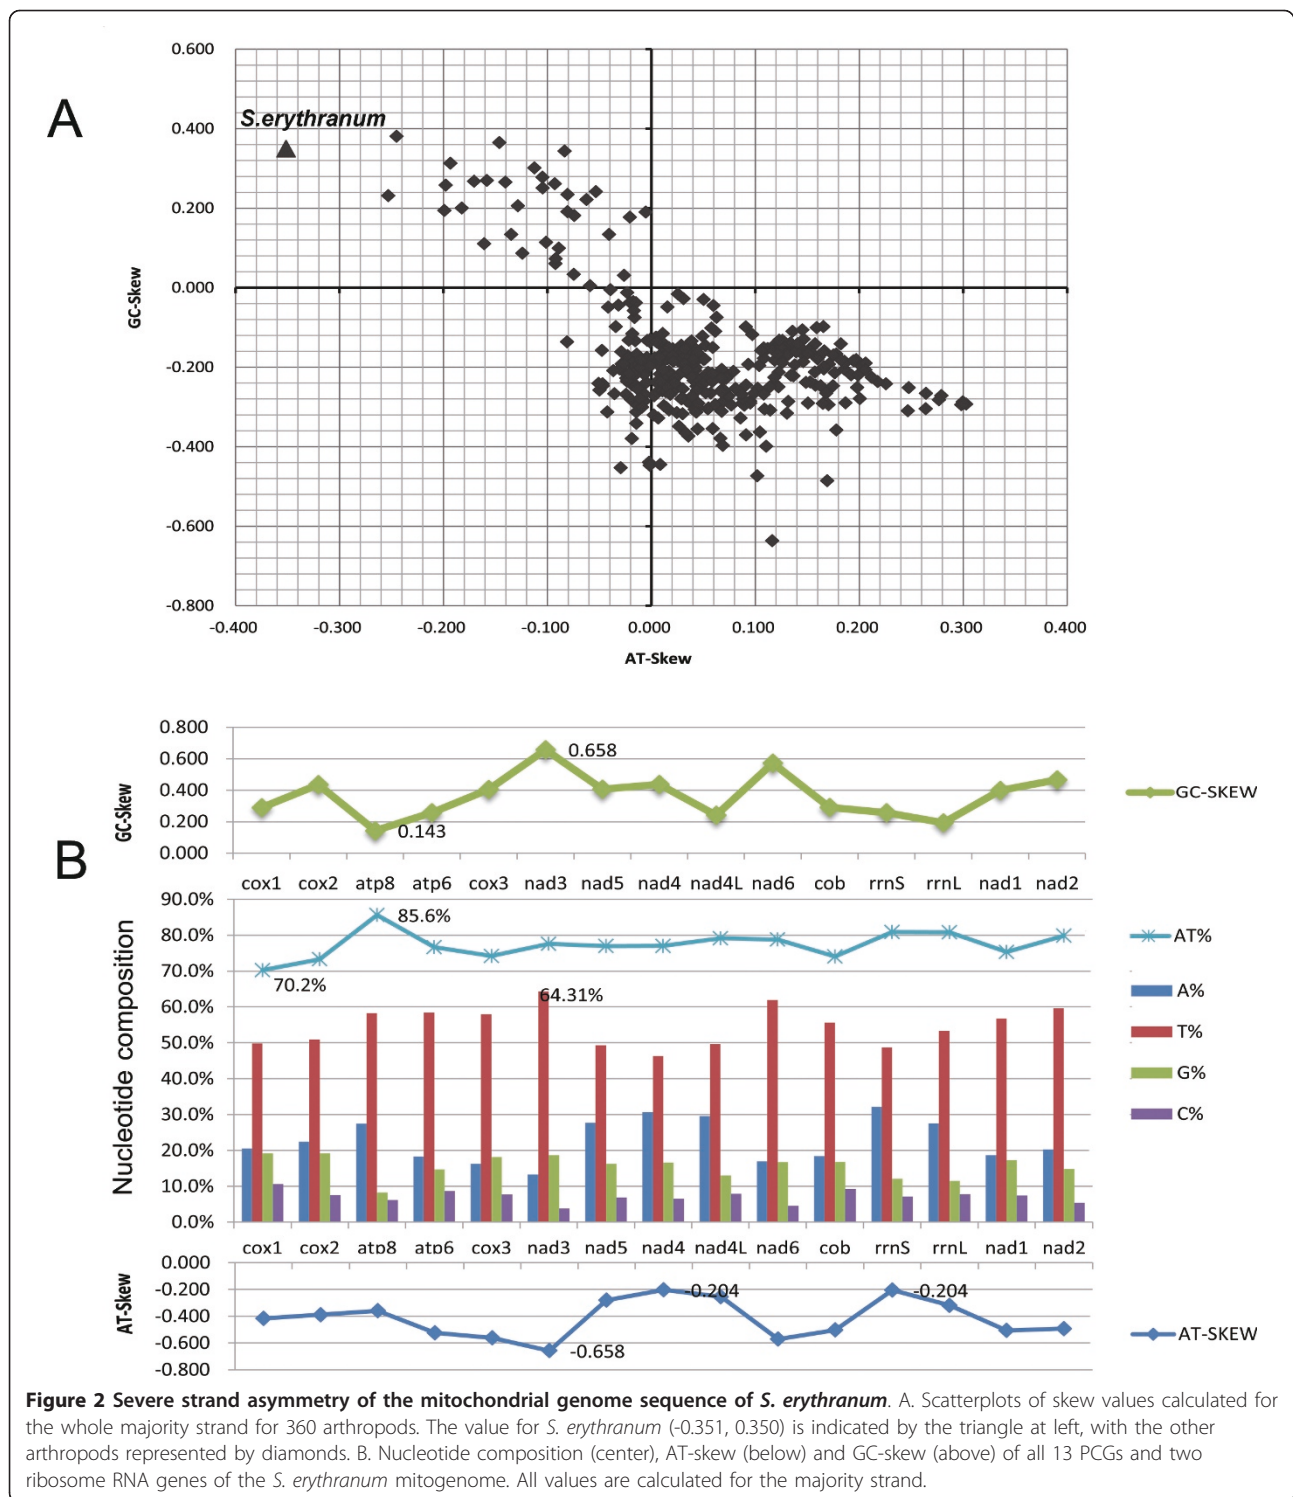 A
0.600
S.erythranum
0.400
0.200
0.000
-0.200
-0.400
-0.600
-0.800
GC-Skew
-0.400 -0.300 -0.200 -0.100 0.000 0.100 0.200 0.300 0.400
AT-Skew
B
0.800
0.600
0.400
0.200
0.000
GC-Skew
0.658
0.143
GC-SKEW
cox1 cox2 atp8 atp6 cox3 nad3 nad5 nad4 nad4L nad6 cob rrnS rrnL nad1 nad2
90.0%
80.0%
70.0%
60.0%
50.0%
40.0%
30.0%
20.0%
10.0%
0.0%
Nucleotide composition
85.6%
70.2%
64.31%
AT%
A%
T%
G%
C%
cox1 cox2 atp8 atp6 cox3 nad3 nad5 nad4 nad4L nad6 cob rrnS rrnL nad1 nad2
0.000
-0.200
-0.400
-0.600
-0.800
AT-Skew
-0.204
-0.204
-0.658
AT-SKEW
Figure 2 Severe strand asymmetry of the mitochondrial genome sequence of S. erythranum. A. Scatterplots of skew values calculated for
the whole majority strand for 360 arthropods. The value for S. erythranum (-0.351, 0.350) is indicated by the triangle at left, with the other
arthropods represented by diamonds. B. Nucleotide composition (center), AT-skew (below) and GC-skew (above) of all 13 PCGs and two
ribosome RNA genes of the S. erythranum mitogenome. All values are calculated for the majority strand.